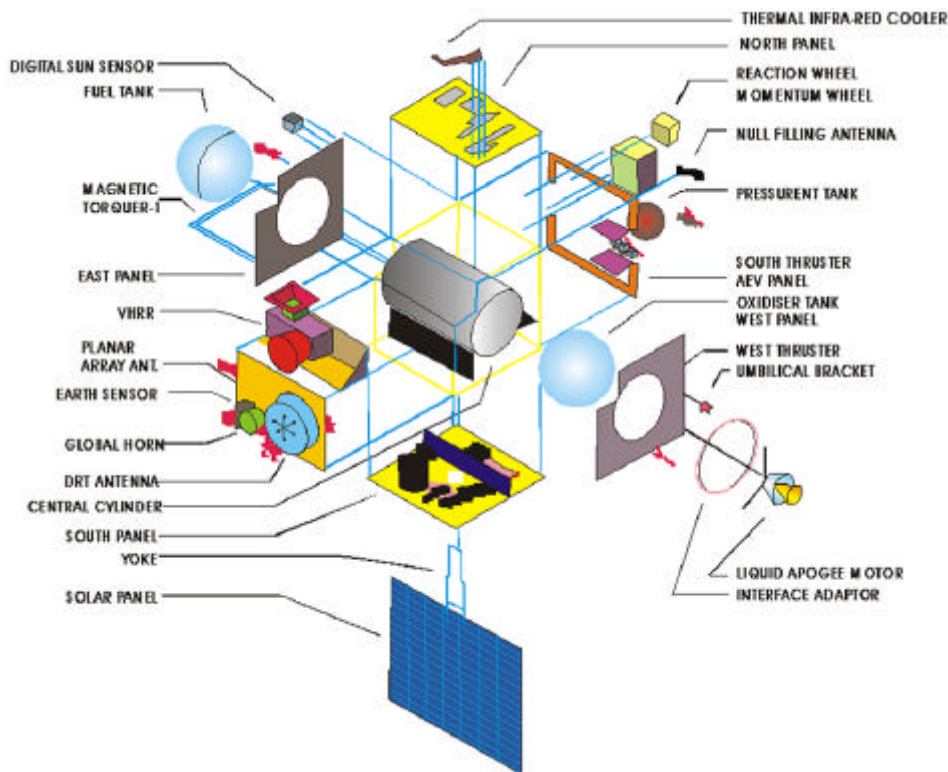 THERMAL INFRA-RED COOLER
NORTH PANEL
DIGITAL SUN SENSOR
FUEL TANK
REACTION WHEEL
MOMENTUM WHEEL
NULL FILLING ANTENNA
MAGNETIC
TORQUER-1
PRESSURENT TANK
EAST PANEL
SOUTH THRUSTER
AEV PANEL
VHRR
OXIDISER TANK
WEST PANEL
PLANAR
ARRAY ANT.
WEST THRUSTER
UMBILICAL BRACKET
EARTH SENSOR
GLOBAL HORN
DRT ANTENNA
CENTRAL CYLINDER
SOUTH PANEL
YOKE
LIQUID APOGEE MOTOR
INTERFACE ADAPTOR
SOLAR PANEL